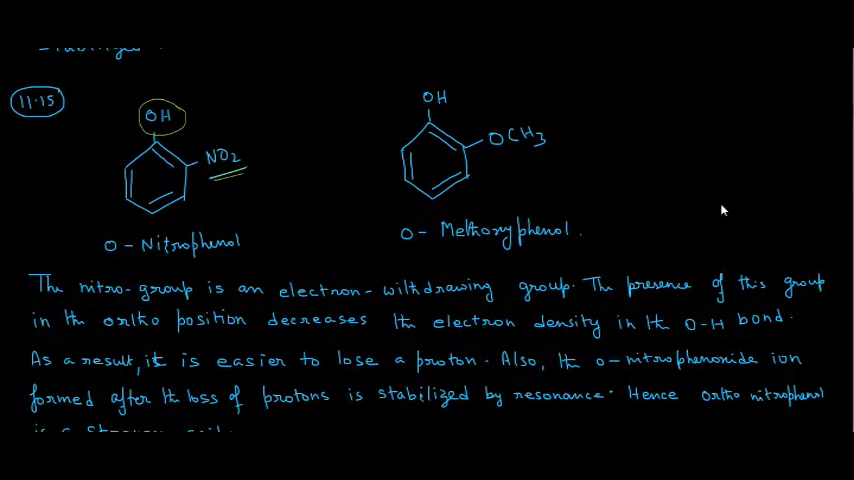 11.15
OH
NO2
O - Nitrophenol
OH
OCH3
O - Methoxyphenol.
The nitro-group is an electron-withdrawing group. The presence of this group
in the ortho position decreases the electron density in the O-H bond.
As a result, it is easier to lose a proton. Also, the o-nitrophenoxide ion
formed after the loss of protons is stabilized by resonance. Hence ortho nitrophenol
is a stronger acid.